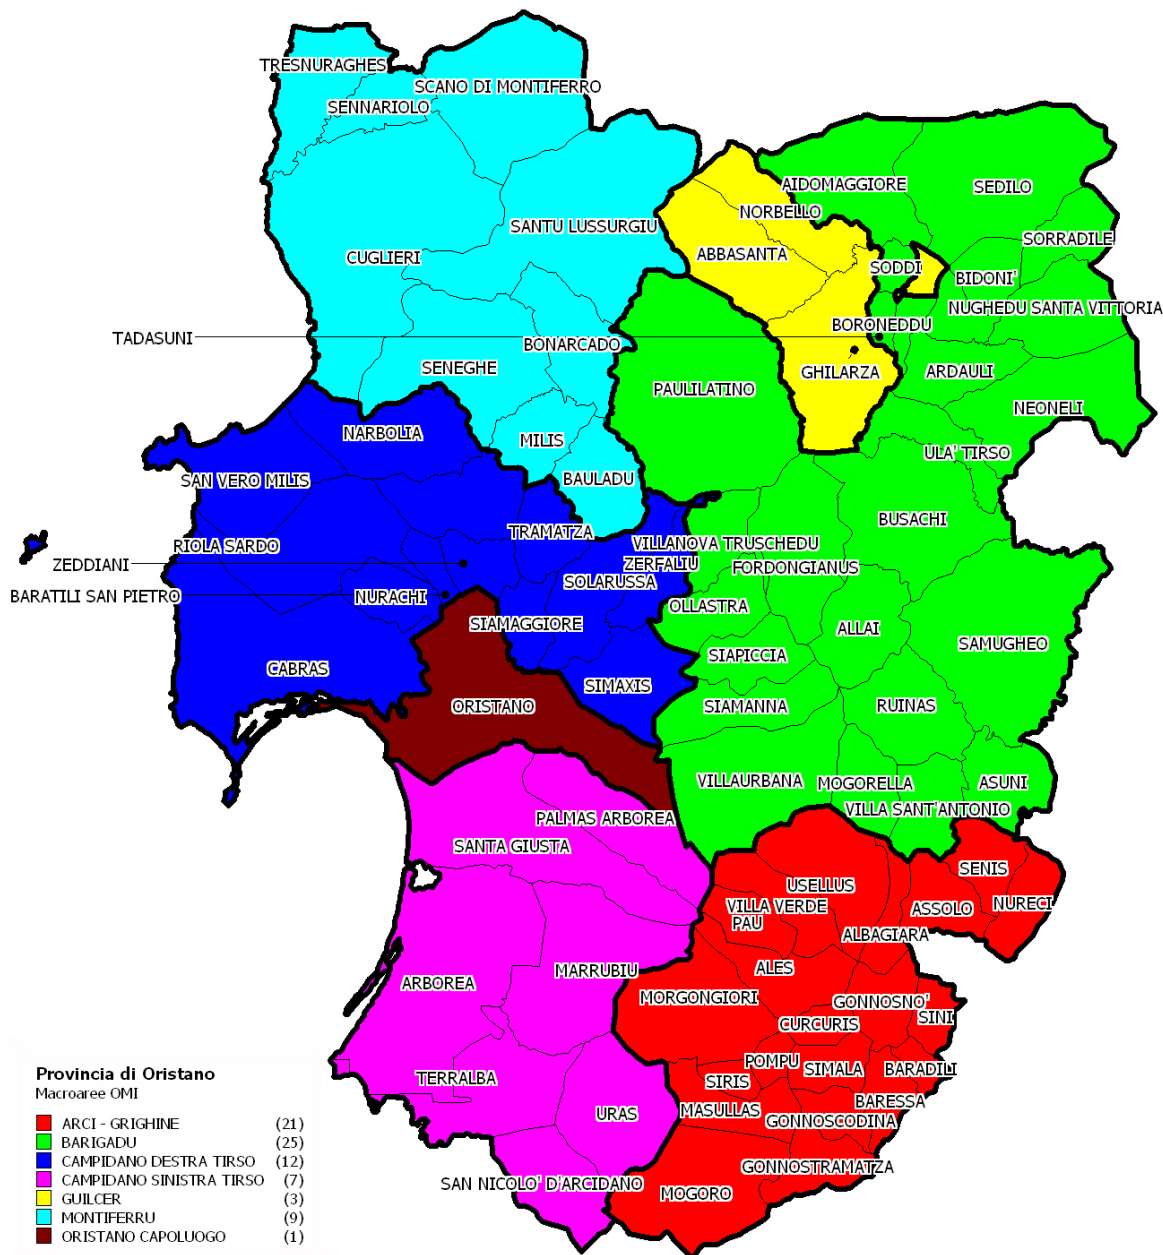 TRESNURAGHES
SCANO DI MONTIFERRO
SENNARIOLO
AIDOMAGGIORE
SEDILO
NORBELLO
SANTU LUSSURGIU
SORRADILE
ABBASANTA
CUGLIERI
SODDI
BIDONI'
NUGHEDU SANTA VITTORIA
BORONEDDU
TADASUNI
BONARCADO
SENEGHE
GHILARZA
ARDAULI
PAULILATINO
NEONELI
NARBOLIA
MILIS
ULA' TIRSO
SAN VERO MILIS
BAULADU
BUSACHI
TRAMATZA
VILLANOVA TRUSCHEDU
RIOLA SARDO
ZEDDIANI
ZERFALIU
FORDONGIANUS
SOLARUSSA
BARATILI SAN PIETRO
NURACHI
OLLASTRA
SIAMAGGIORE
ALLAI
SAMUGHEO
SIAPICCIA
CABRAS
SIMAXIS
ORISTANO
SIAMANNA
RUINAS
VILLAURBANA
MOGORELLA
ASUNI
VILLA SANT'ANTONIO
PALMAS ARBOREA
SANTA GIUSTA
SENIS
USELLUS
NURECI
VILLA VERDE
ASSOLO
PAU
ALBAGIARA
ALES
MARRUBIU
ARBOREA
MORGONGIORI
GONNOSNO'
SINI
CURCURIS
POMPU
SIMALA
BARADILI
TERRALBA
SIRIS
BARESSA
URAS
MASULLAS
GONNOSCODINA
GONNOSTRAMATZA
SAN NICOLO' D'ARCIDANO
MOGORO
Provincia di Oristano
Macroaree OMI
ARCI - GRIGHINE (21)
BARIGADU (25)
CAMPIDANO DESTRA TIRSO (12)
CAMPIDANO SINISTRA TIRSO (7)
GUILCER (3)
MONTIFERRU (9)
ORISTANO CAPOLUOGO (1)